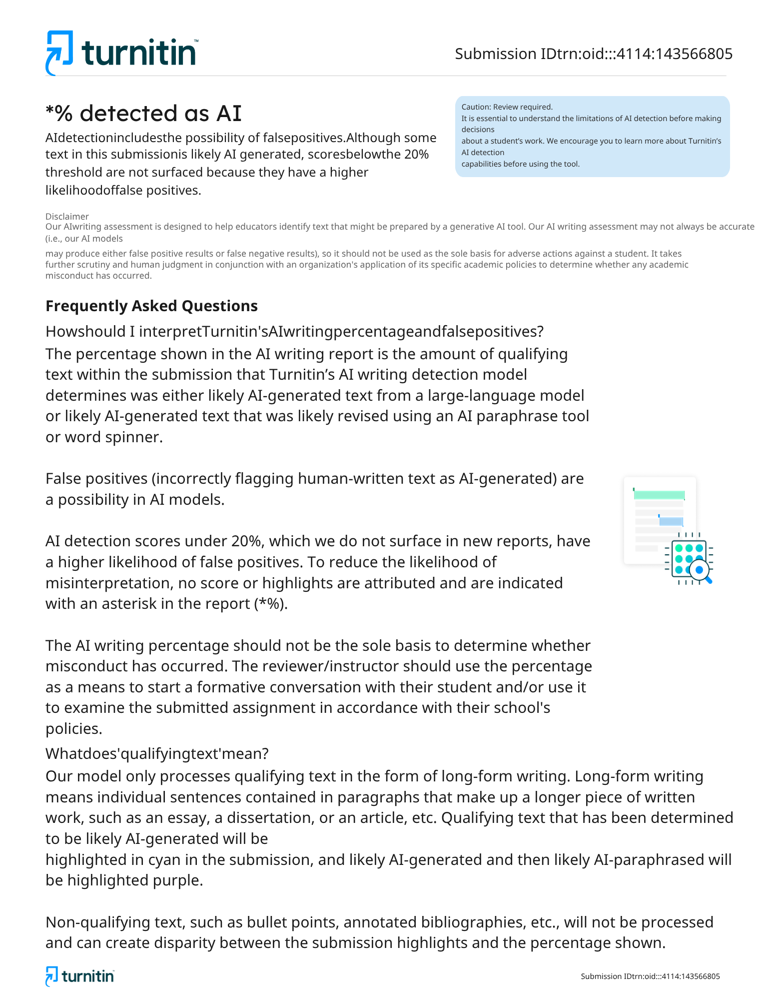 turnitin™
Submission IDtrn:oid:::4114:143566805
*% detected as AI
AIdetectionincludesthe possibility of falsepositives.Although some
text in this submissionis likely AI generated, scoresbelowthe 20%
threshold are not surfaced because they have a higher
likelihoodoffalse positives.
Caution: Review required.
It is essential to understand the limitations of AI detection before making
decisions
about a student’s work. We encourage you to learn more about Turnitin’s
AI detection
capabilities before using the tool.
Disclaimer
Our AIwriting assessment is designed to help educators identify text that might be prepared by a generative AI tool. Our AI writing assessment may not always be accurate
(i.e., our AI models
may produce either false positive results or false negative results), so it should not be used as the sole basis for adverse actions against a student. It takes
further scrutiny and human judgment in conjunction with an organization's application of its specific academic policies to determine whether any academic
misconduct has occurred.
Frequently Asked Questions
Howshould I interpretTurnitin'sAIwritingpercentageandfalsepositives?
The percentage shown in the AI writing report is the amount of qualifying
text within the submission that Turnitin’s AI writing detection model
determines was either likely AI-generated text from a large-language model
or likely AI-generated text that was likely revised using an AI paraphrase tool
or word spinner.
False positives (incorrectly flagging human-written text as AI-generated) are
a possibility in AI models.
AI detection scores under 20%, which we do not surface in new reports, have
a higher likelihood of false positives. To reduce the likelihood of
misinterpretation, no score or highlights are attributed and are indicated
with an asterisk in the report (*%).
The AI writing percentage should not be the sole basis to determine whether
misconduct has occurred. The reviewer/instructor should use the percentage
as a means to start a formative conversation with their student and/or use it
to examine the submitted assignment in accordance with their school's
policies.
Whatdoes'qualifyingtext'mean?
Our model only processes qualifying text in the form of long-form writing. Long-form writing
means individual sentences contained in paragraphs that make up a longer piece of written
work, such as an essay, a dissertation, or an article, etc. Qualifying text that has been determined
to be likely AI-generated will be
highlighted in cyan in the submission, and likely AI-generated and then likely AI-paraphrased will
be highlighted purple.
Non-qualifying text, such as bullet points, annotated bibliographies, etc., will not be processed
and can create disparity between the submission highlights and the percentage shown.
turnitin™
Submission IDtrn:oid:::4114:143566805